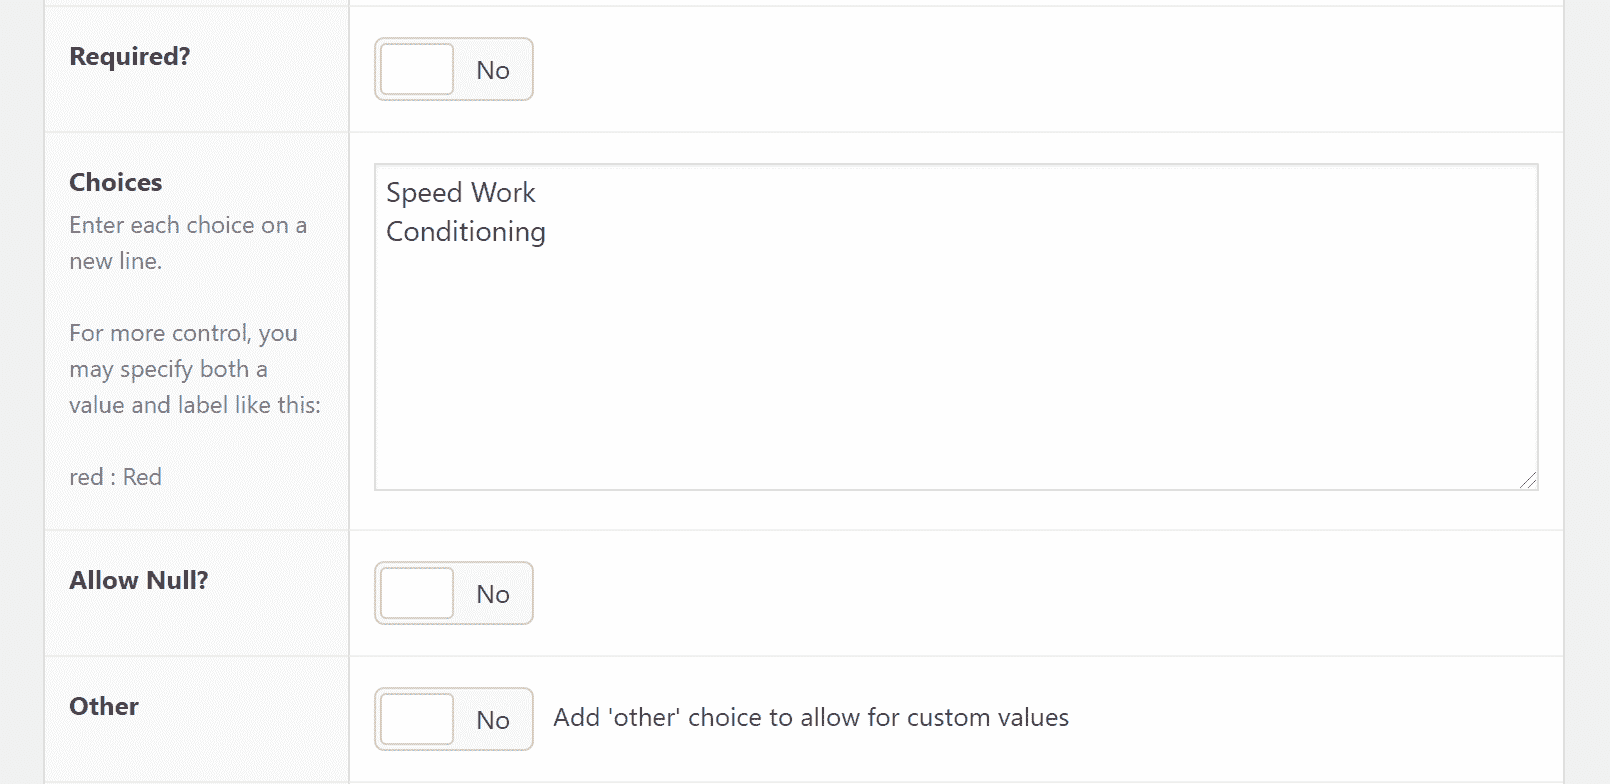 Required?
No
Choices
Enter each choice on a
new line.
For more control, you
may specify both a
value and label like this:
red : Red
Speed Work
Conditioning
Allow Null?
No
Other
No
Add 'other' choice to allow for custom values